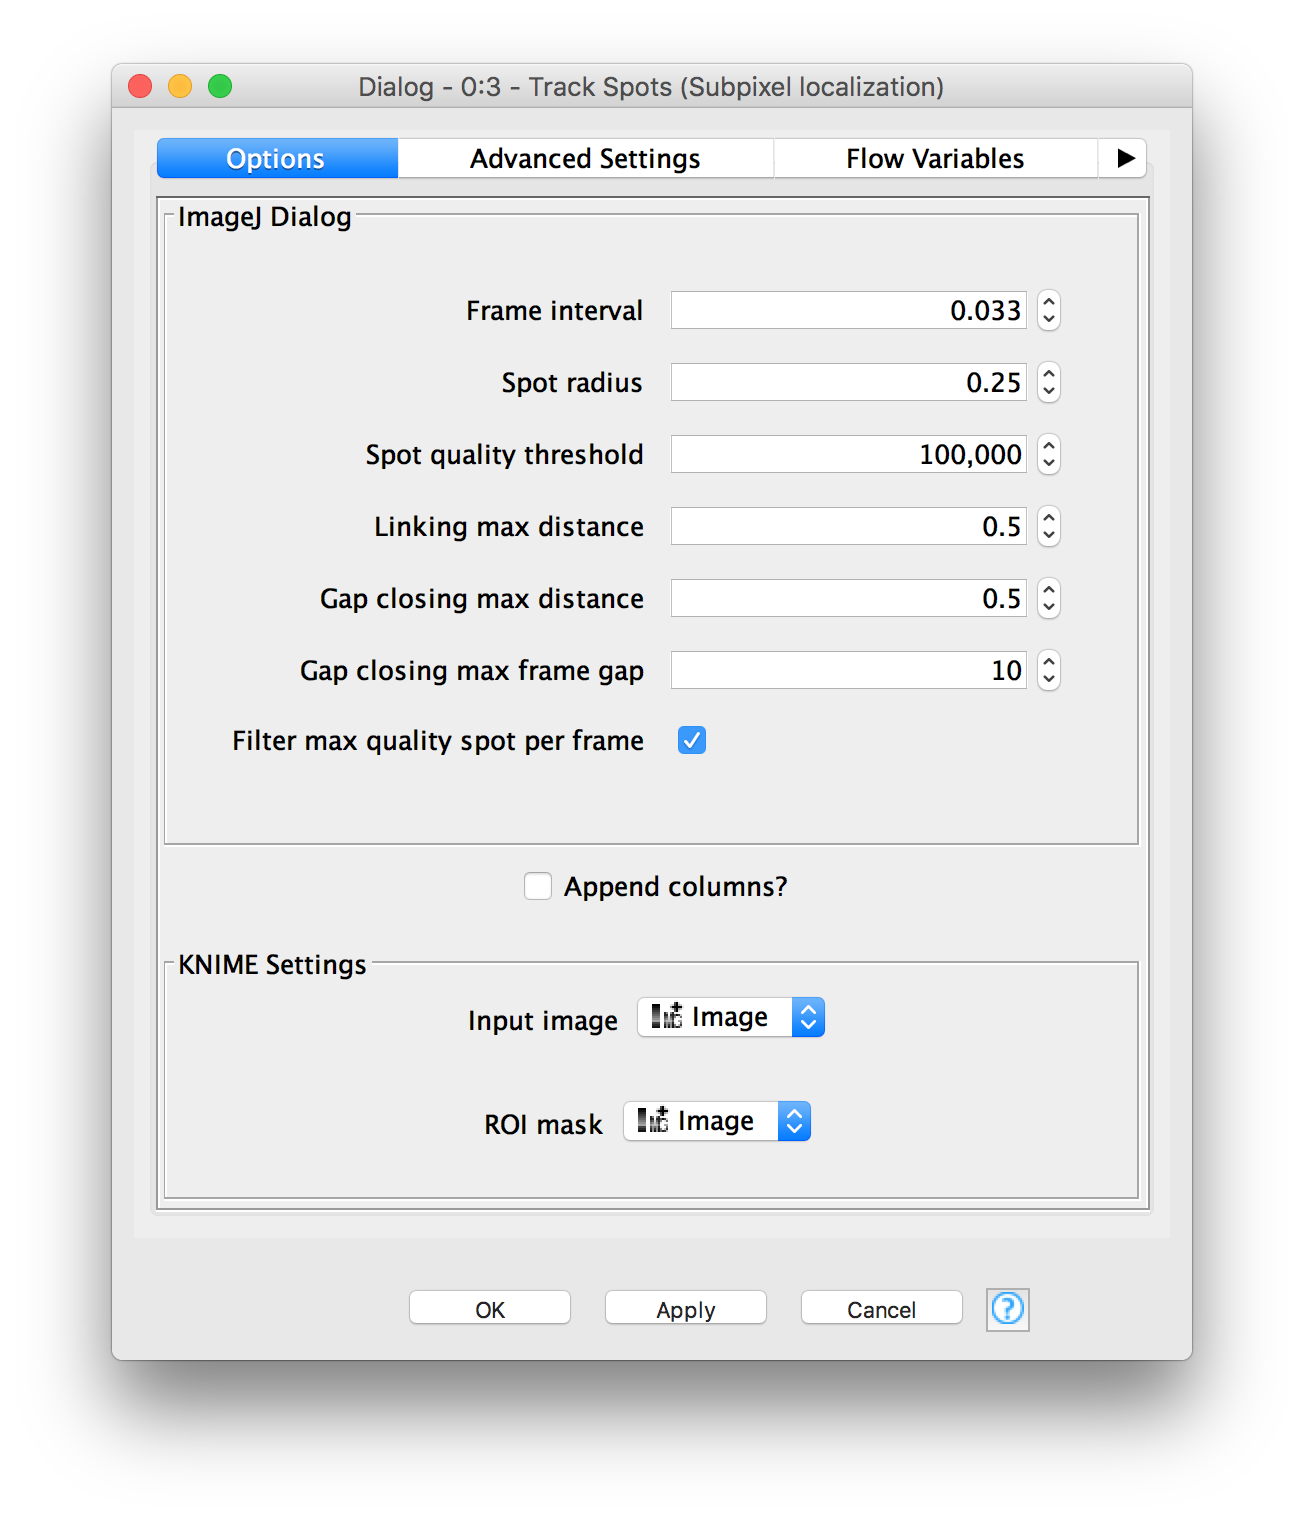 Dialog - 0:3 - Track Spots (Subpixel localization)
Options Advanced Settings Flow Variables
ImageJ Dialog
Frame interval 0.033
Spot radius 0.25
Spot quality threshold 100,000
Linking max distance 0.5
Gap closing max distance 0.5
Gap closing max frame gap 10
Filter max quality spot per frame
Append columns?
KNIME Settings
Input image Image
ROI mask Image
OK Apply Cancel ?